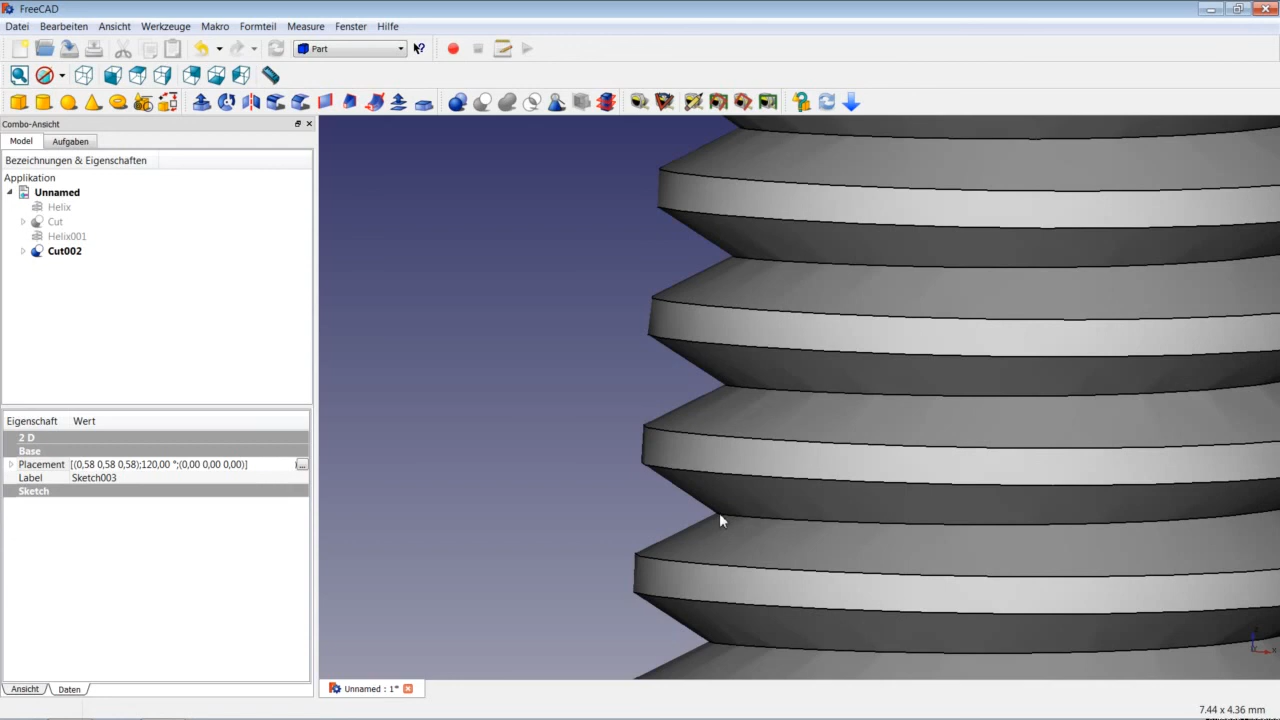 FreeCAD
Datei Bearbeiten Ansicht Werkzeuge Makro Formteil Measure Fenster Hilfe
Part
Combo-Ansicht
Model Aufgaben
Bezeichnungen & Eigenschaften
Applikation
Unnamed
Helix
Cut
Helix001
Cut002
Eigenschaft Wert
2 D
Base
Placement [(0,58 0,58 0,58);120,00 °;(0,00 0,00 0,00)] ...
Label Sketch003
Sketch
Ansicht Daten
Unnamed : 1*
7.44 x 4.36 mm